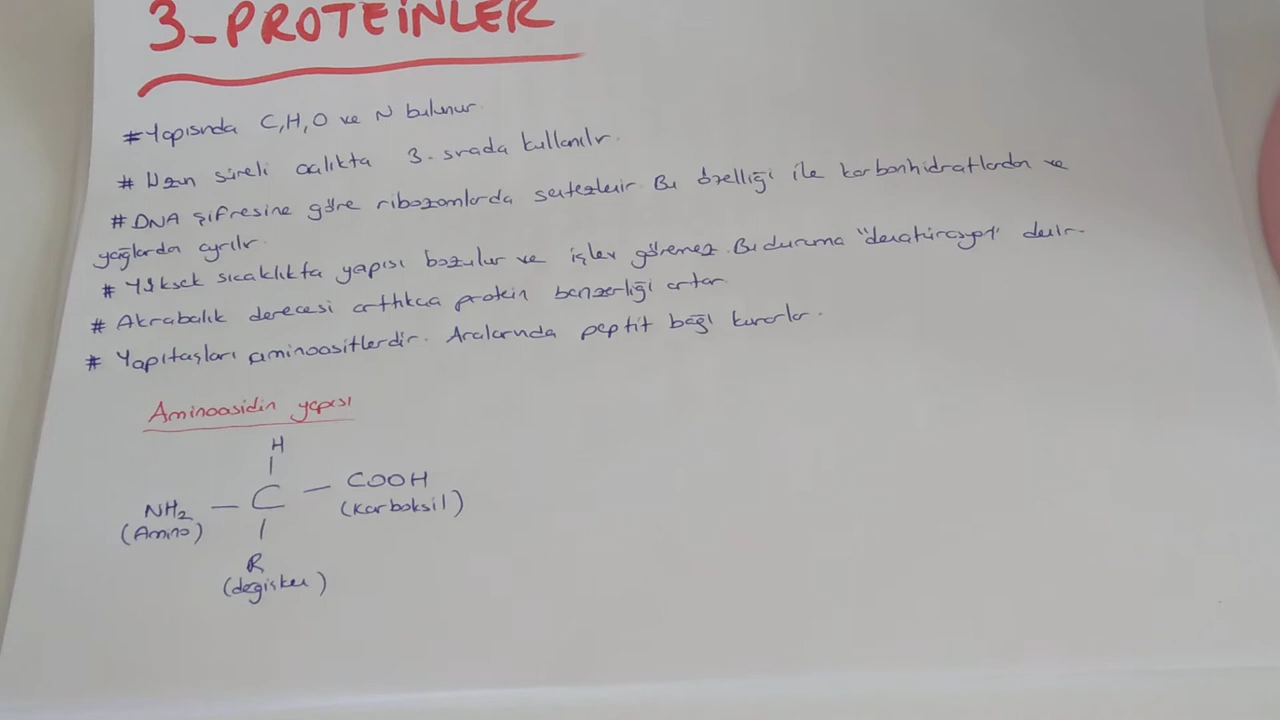 3-PROTEİNLER
# Yapısında C,H,O ve N bulunur.
# Uzun süreli açlıkta 3. sırada kullanılır.
# DNA şifresine göre ribozomlarda sentezlenir. Bu özelliği ile karbonhidratlardan ve
yağlardan ayrılır.
# Yüksek sıcaklıkta yapısı bozulur ve işlev göremez. Bu duruma "denatürasyon" denir.
# Akrabalık derecesi arttıkça protein benzerliği artar
# Yapıtaşları aminoasitlerdir. Aralarında peptit bağı kurarlar.
Aminoasidin yapısı
H
NH₂ — C — COOH
(Amino) (Karboksil)
R
(değişken)